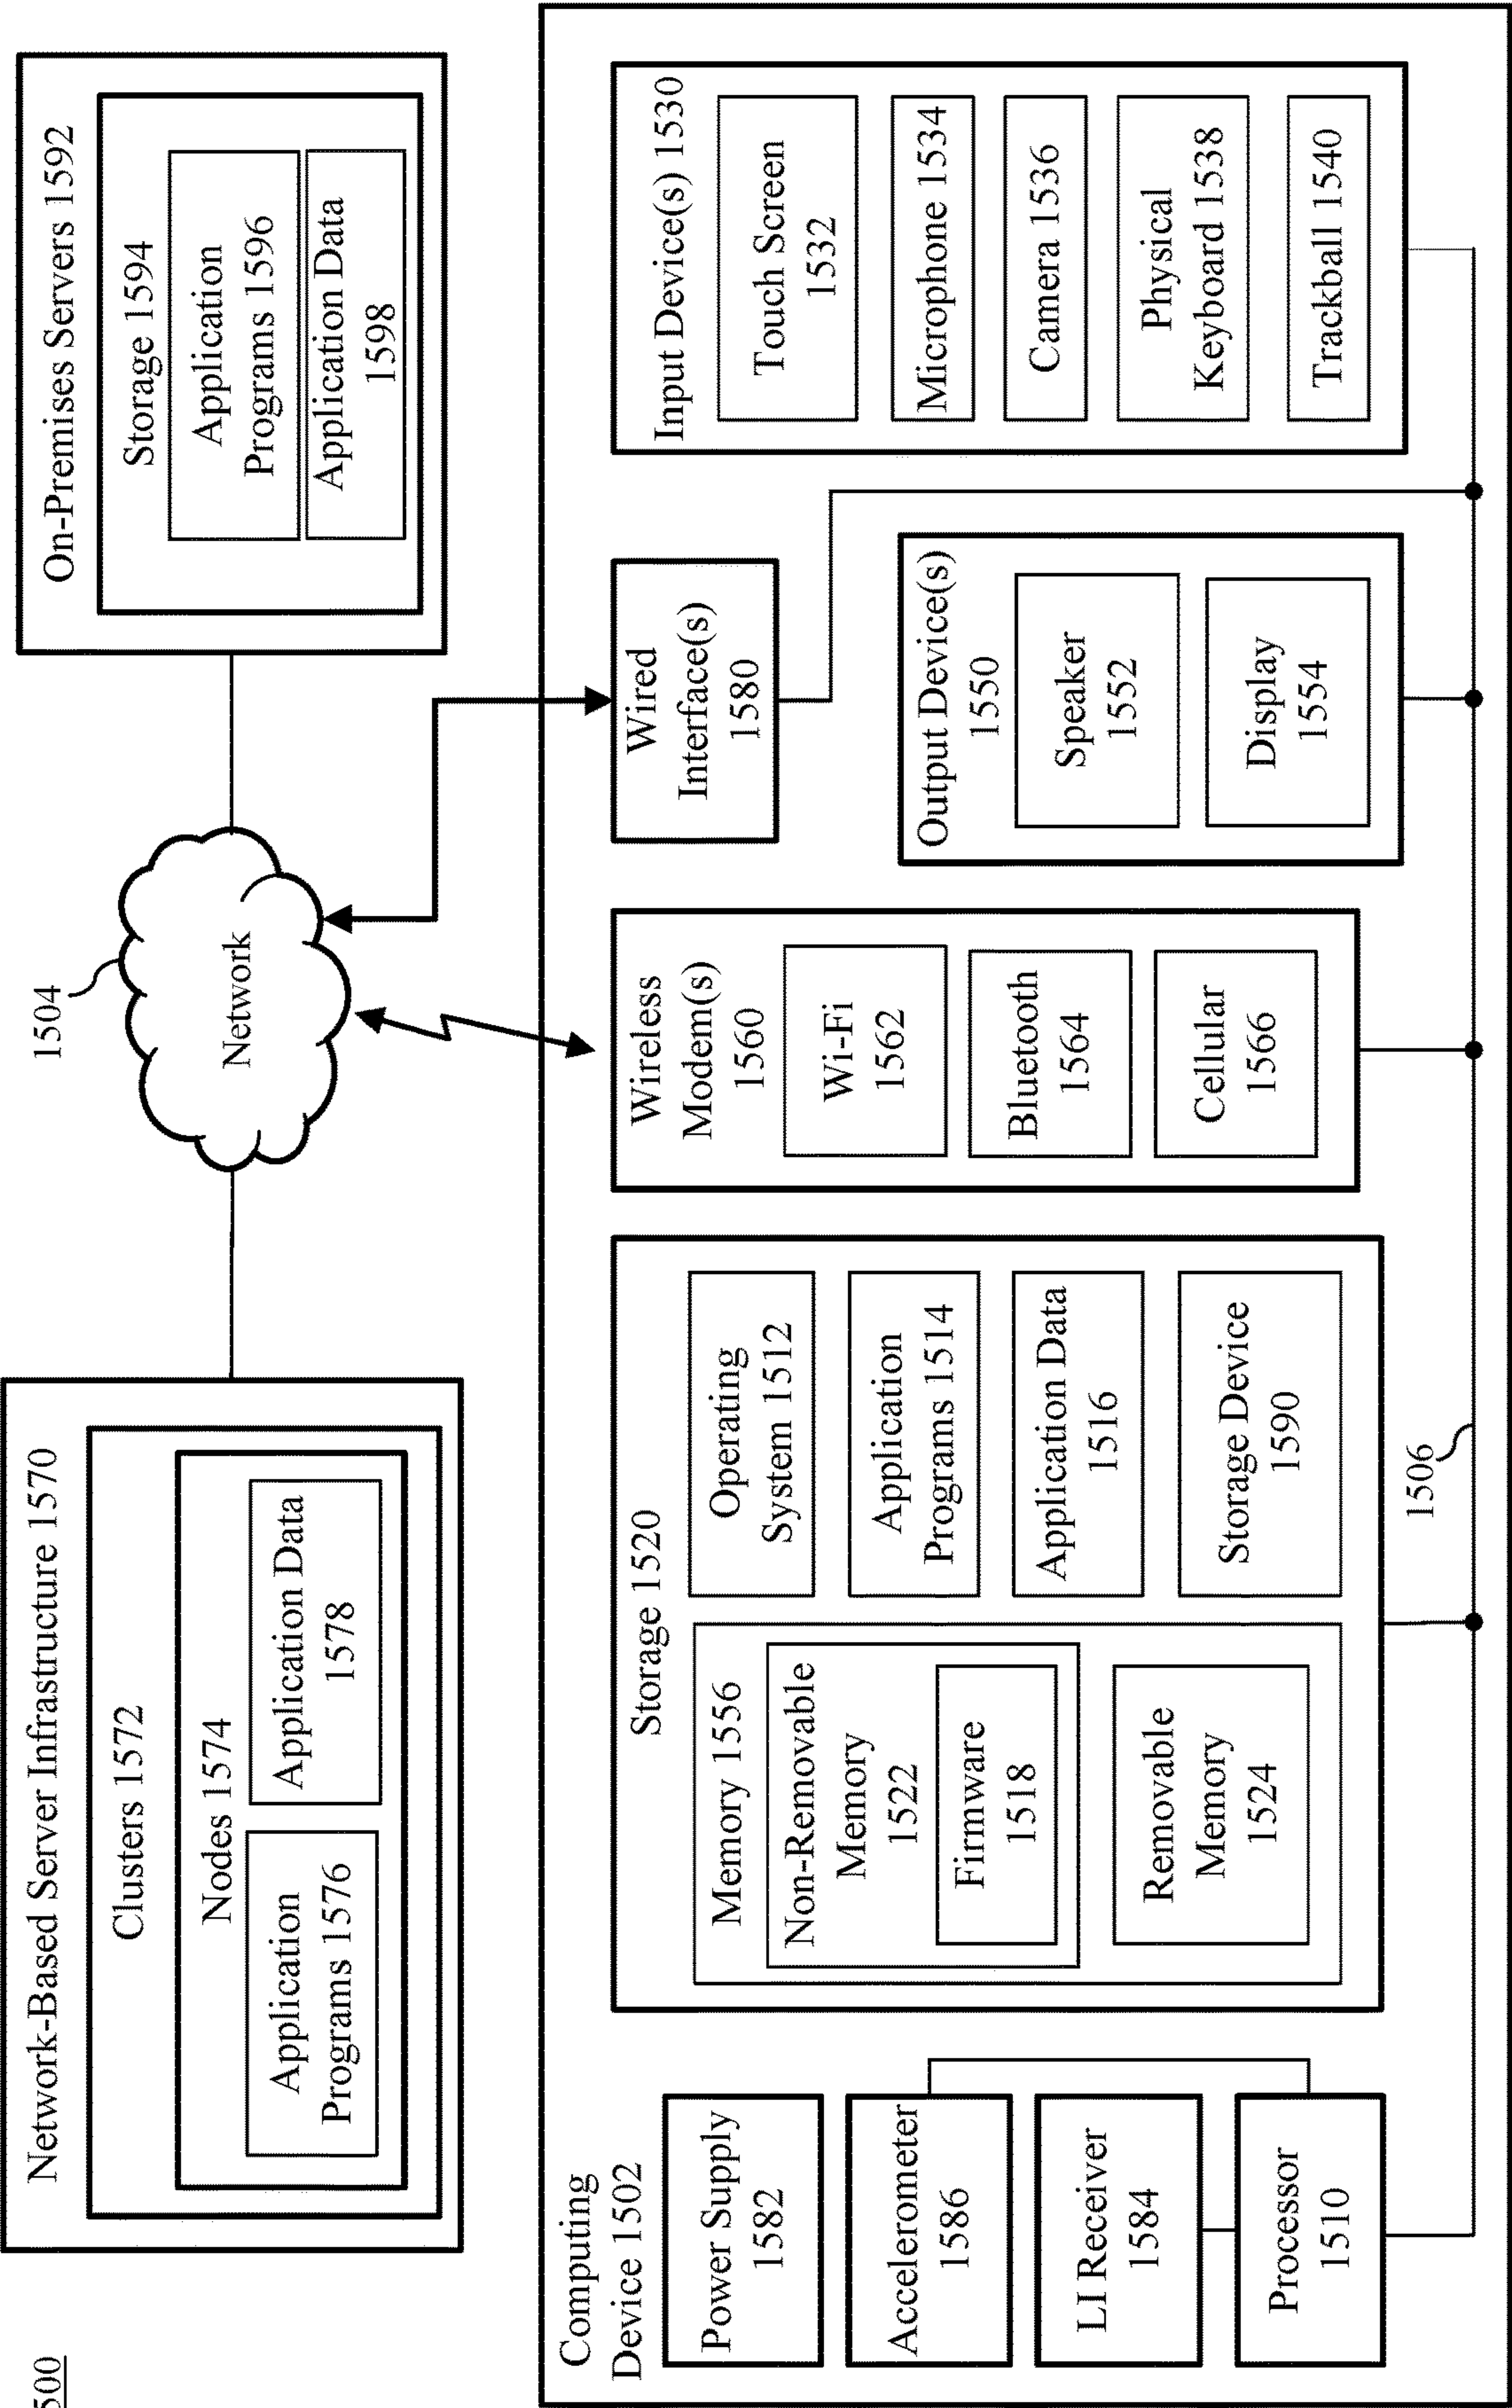 500
Network-Based Server Infrastructure 1570
Clusters 1572
Nodes 1574
Application
Programs 1576
Application Data
1578
1504
Network
On-Premises Servers 1592
Storage 1594
Application
Programs 1596
Application Data
1598
Computing
Device 1502
Power Supply
1582
Accelerometer
1586
LI Receiver
1584
Processor
1510
Storage 1520
Memory 1556
Non-Removable
Memory
1522
Firmware
1518
Removable
Memory
1524
Operating
System 1512
Application
Programs 1514
Application Data
1516
Storage Device
1590
1506
Wireless
Modem(s)
1560
Wi-Fi
1562
Bluetooth
1564
Cellular
1566
Wired
Interface(s)
1580
Output Device(s)
1550
Speaker
1552
Display
1554
Input Device(s) 1530
Touch Screen
1532
Microphone 1534
Camera 1536
Physical
Keyboard 1538
Trackball 1540